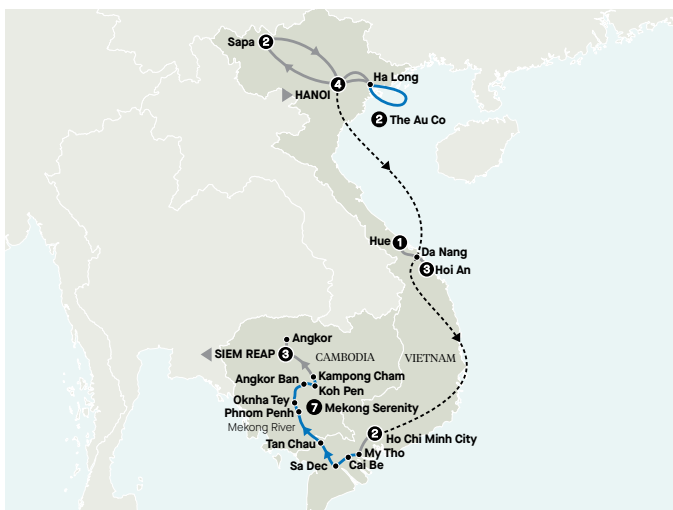 Sapa 2
Ha Long
4
HANOI
2 The Au Co
Hue 1
Da Nang
3 Hoi An
Angkor
SIEM REAP 3
CAMBODIA
VIETNAM
Kampong Cham
Angkor Ban
Koh Pen
Oknha Tey
7 Mekong Serenity
Phnom Penh
Mekong River
2 Ho Chi Minh City
Tan Chau
My Tho
Cai Be
Sa Dec